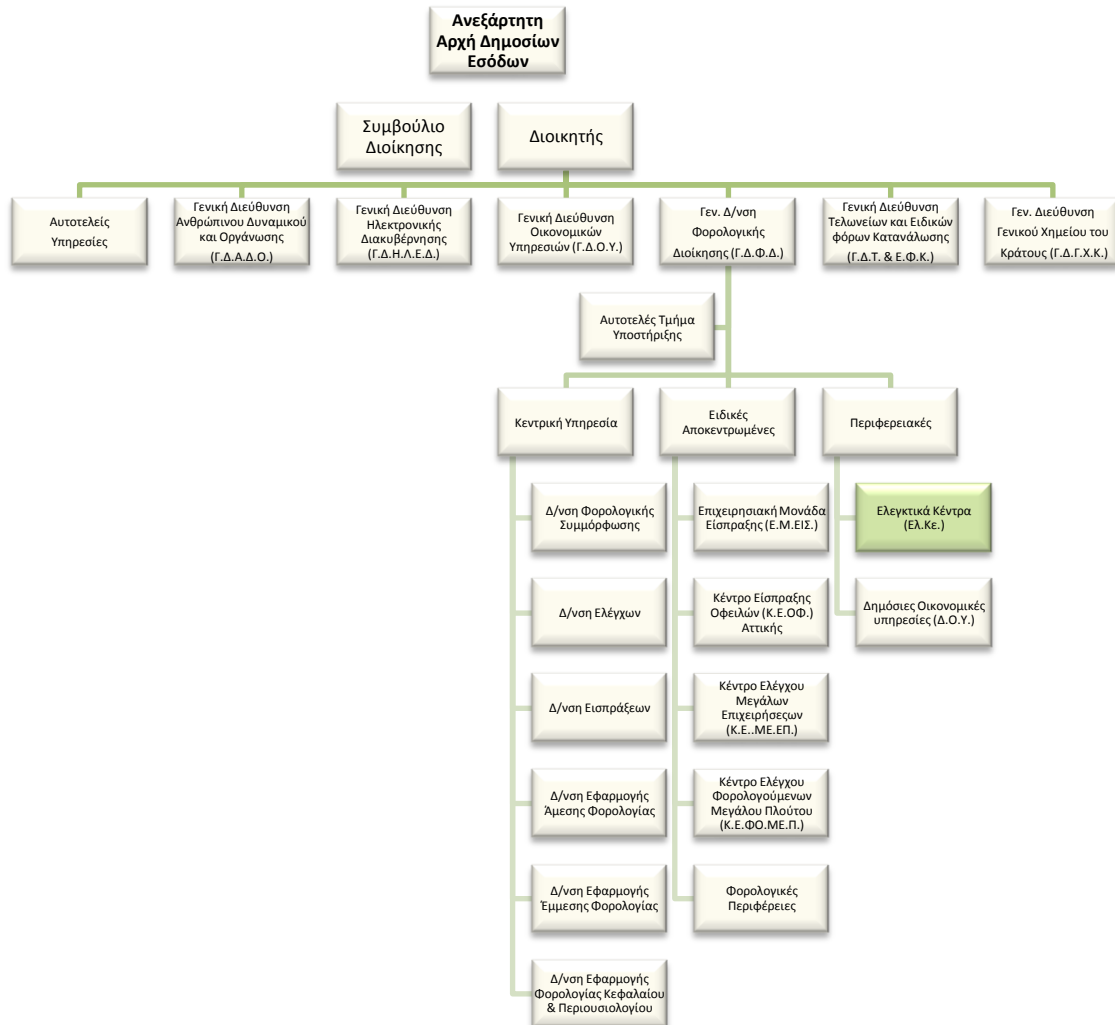 Ανεξάρτητη
Αρχή Δημοσίων
Εσόδων
Συμβούλιο
Διοίκησης
Διοικητής
Αυτοτελείς
Υπηρεσίες
Γενική Διεύθυνση
Ανθρώπινου Δυναμικού
και Οργάνωσης
(Γ.Δ.Α.Δ.Ο.)
Γενική Διεύθυνση
Ηλεκτρονικής
Διακυβέρνησης
(Γ.Δ.Η.Λ.Ε.Δ.)
Γενική Διεύθυνση
Οικονομικών
Υπηρεσιών (Γ.Δ.Ο.Υ.)
Γεν. Δ/νση
Φορολογικής
Διοίκησης (Γ.Δ.Φ.Δ.)
Γενική Διεύθυνση
Τελωνείων και Ειδικών
φόρων Κατανάλωσης
(Γ.Δ.Τ. & Ε.Φ.Κ.)
Γεν. Διεύθυνση
Γενικού Χημείου του
Κράτους (Γ.Δ.Γ.Χ.Κ.)
Αυτοτελές Τμήμα
Υποστήριξης
Κεντρική Υπηρεσία
Ειδικές
Αποκεντρωμένες
Περιφερειακές
Δ/νση Φορολογικής
Συμμόρφωσης
Δ/νση Ελέγχων
Δ/νση Εισπράξεων
Δ/νση Εφαρμογής
Άμεσης Φορολογίας
Δ/νση Εφαρμογής
Έμμεσης Φορολογίας
Δ/νση Εφαρμογής
Φορολογίας Κεφαλαίου
& Περιουσιολογίου
Επιχειρησιακή Μονάδα
Είσπραξης (Ε.Μ.ΕΙΣ.)
Κέντρο Είσπραξης
Οφειλών (Κ.Ε.ΟΦ.)
Αττικής
Κέντρο Ελέγχου
Μεγάλων
Επιχειρήσεςων
(Κ.Ε..ΜΕ.ΕΠ.)
Κέντρο Ελέγχου
Φορολογούμενων
Μεγάλου Πλούτου
(Κ.Ε.ΦΟ.ΜΕ.Π.)
Φορολογικές
Περιφέρειες
Ελεγκτικά Κέντρα
(Ελ.Κε.)
Δημόσιες Οικονομικές
υπηρεσίες (Δ.Ο.Υ.)